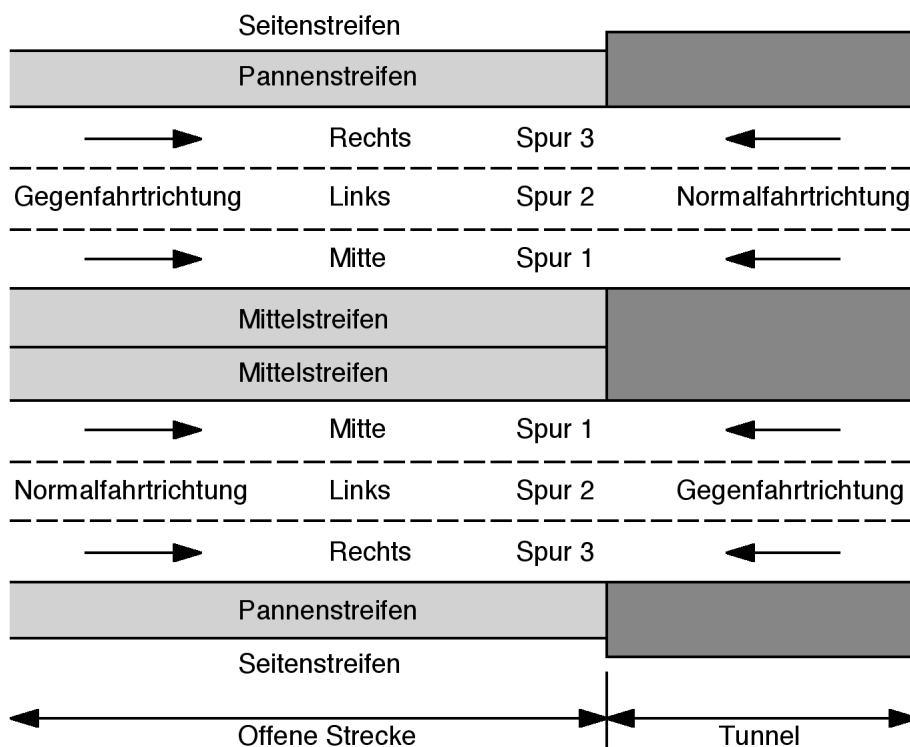 Seitenstreifen
Pannenstreifen
Rechts Spur 3
Gegenfahrtrichtung Links Spur 2 Normalfahrtrichtung
Mitte Spur 1
Mittelstreifen
Mittelstreifen
Mitte Spur 1
Normalfahrtrichtung Links Spur 2 Gegenfahrtrichtung
Rechts Spur 3
Pannenstreifen
Seitenstreifen
Offene Strecke Tunnel